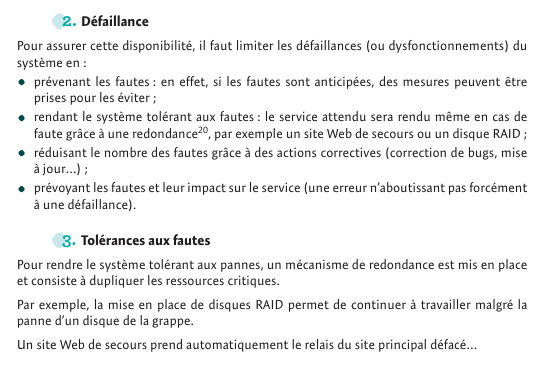 2. Défaillance
Pour assurer cette disponibilité, il faut limiter les défaillances (ou dysfonctionnements) du
système en :
• prévenant les fautes : en effet, si les fautes sont anticipées, des mesures peuvent être
prises pour les éviter ;
• rendant le système tolérant aux fautes : le service attendu sera rendu même en cas de
faute grâce à une redondance20, par exemple un site Web de secours ou un disque RAID ;
• réduisant le nombre des fautes grâce à des actions correctives (correction de bugs, mise
à jour...) ;
• prévoyant les fautes et leur impact sur le service (une erreur n'aboutissant pas forcément
à une défaillance).
3. Tolérances aux fautes
Pour rendre le système tolérant aux pannes, un mécanisme de redondance est mis en place
et consiste à dupliquer les ressources critiques.
Par exemple, la mise en place de disques RAID permet de continuer à travailler malgré la
panne d'un disque de la grappe.
Un site Web de secours prend automatiquement le relais du site principal défacé...